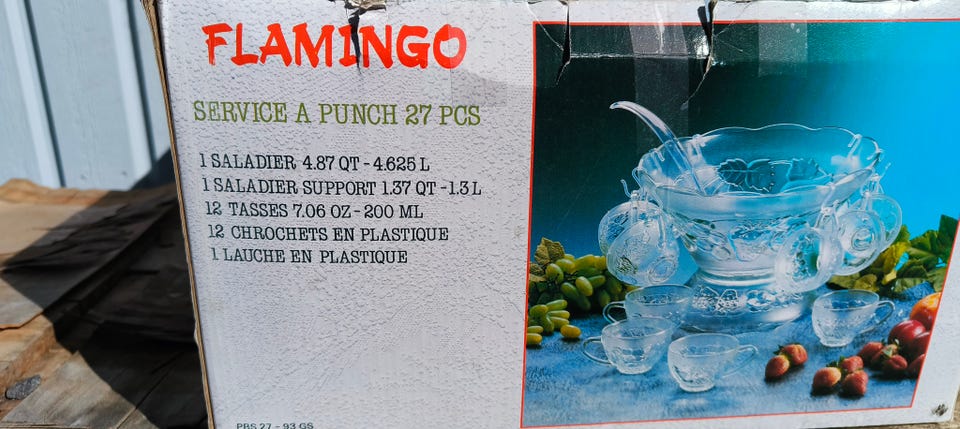 FLAMINGO
SERVICE A PUNCH 27 PCS
1 SALADIER 4.87 QT - 4.625 L
1 SALADIER SUPPORT 1.37 QT - 1.3 L
12 TASSES 7.06 OZ - 200 ML
12 CHROCHETS EN PLASTIQUE
1 LAUCHE EN PLASTIQUE
PBS 27 - 93 GS